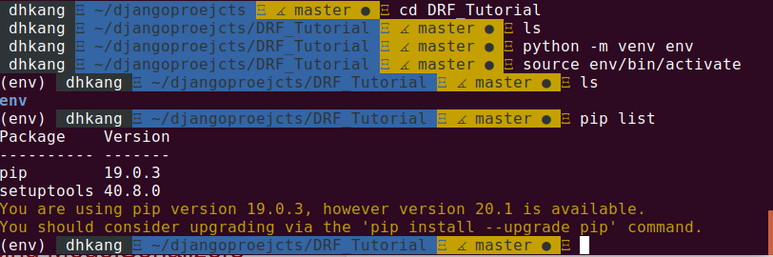 dhkang Ξ ~/djangoproejcts Ξ ∡ master ● Ξ cd DRF_Tutorial
dhkang Ξ ~/djangoproejcts/DRF_Tutorial Ξ ∡ master ● Ξ ls
dhkang Ξ ~/djangoproejcts/DRF_Tutorial Ξ ∡ master ● Ξ python -m venv env
dhkang Ξ ~/djangoproejcts/DRF_Tutorial Ξ ∡ master ● Ξ source env/bin/activate
(env) dhkang Ξ ~/djangoproejcts/DRF_Tutorial Ξ ∡ master ● Ξ ls
env
(env) dhkang Ξ ~/djangoproejcts/DRF_Tutorial Ξ ∡ master ● Ξ pip list
Package Version
---------- -------
pip 19.0.3
setuptools 40.8.0
You are using pip version 19.0.3, however version 20.1 is available.
You should consider upgrading via the 'pip install --upgrade pip' command.
(env) dhkang Ξ ~/djangoproejcts/DRF_Tutorial Ξ ∡ master ● Ξ